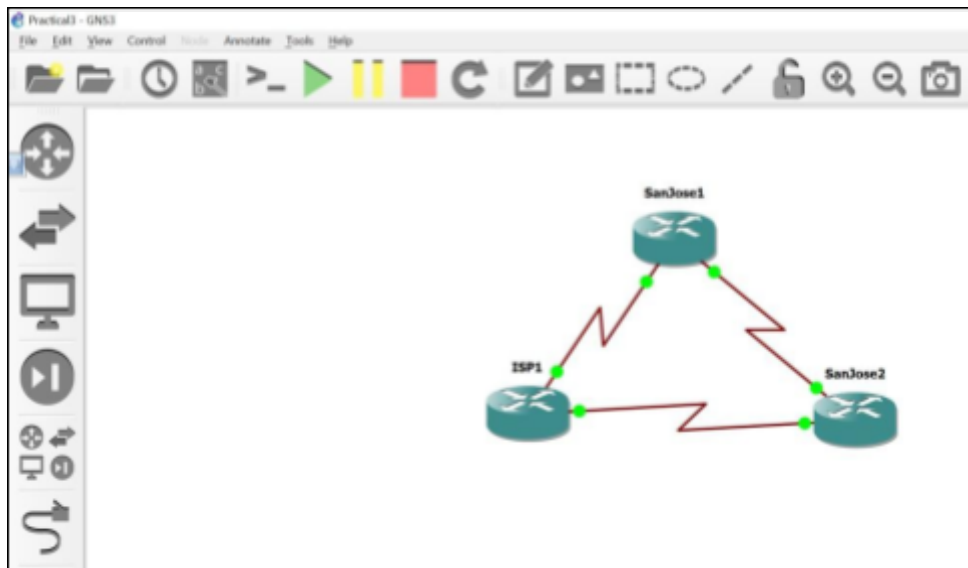 Practical3 - GNS3
File Edit View Control Node Annotate Tools Help
SanJose1
ISP1
SanJose2